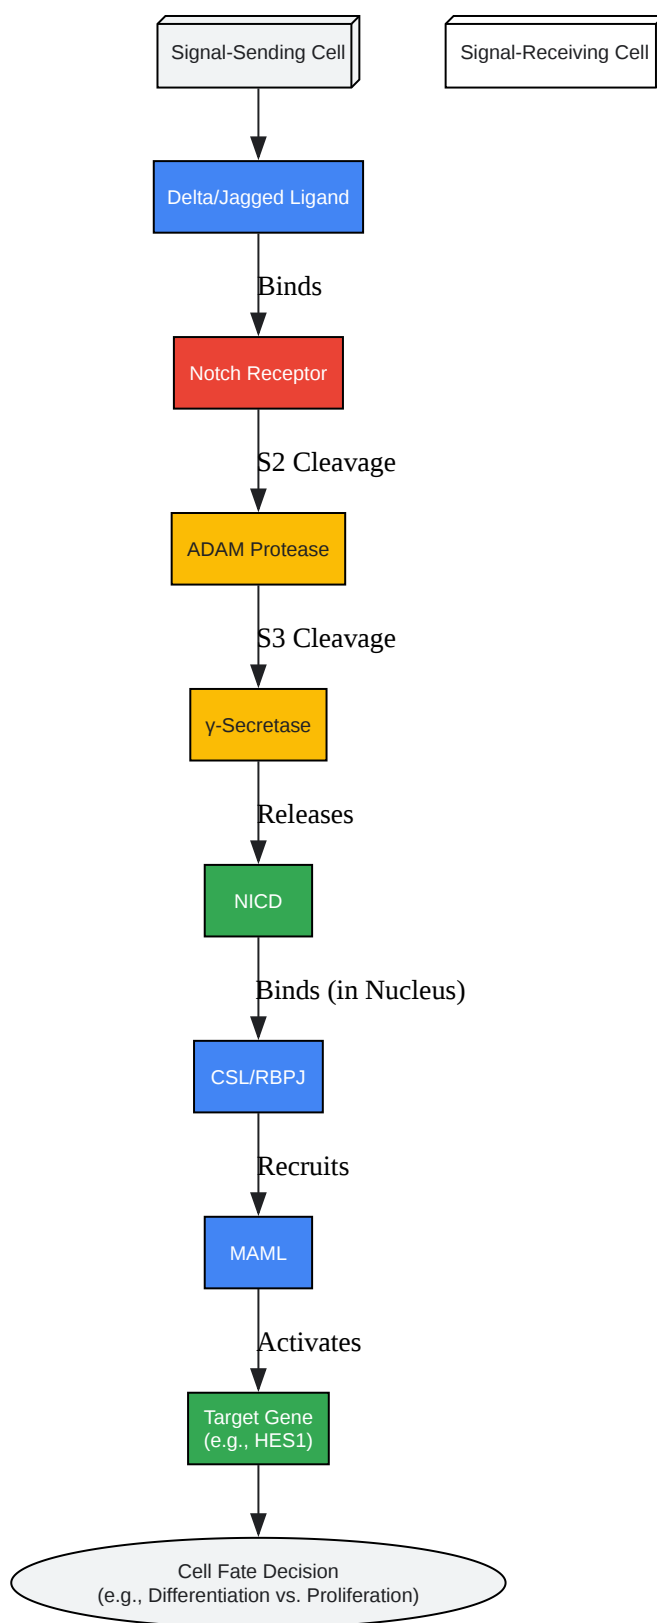 Signal-Sending Cell
Signal-Receiving Cell
Delta/Jagged Ligand
Binds
Notch Receptor
S2 Cleavage
ADAM Protease
S3 Cleavage
γ-Secretase
Releases
NICD
Binds (in Nucleus)
CSL/RBPJ
Recruits
MAML
Activates
Target Gene
(e.g., HES1)
Cell Fate Decision
(e.g., Differentiation vs. Proliferation)